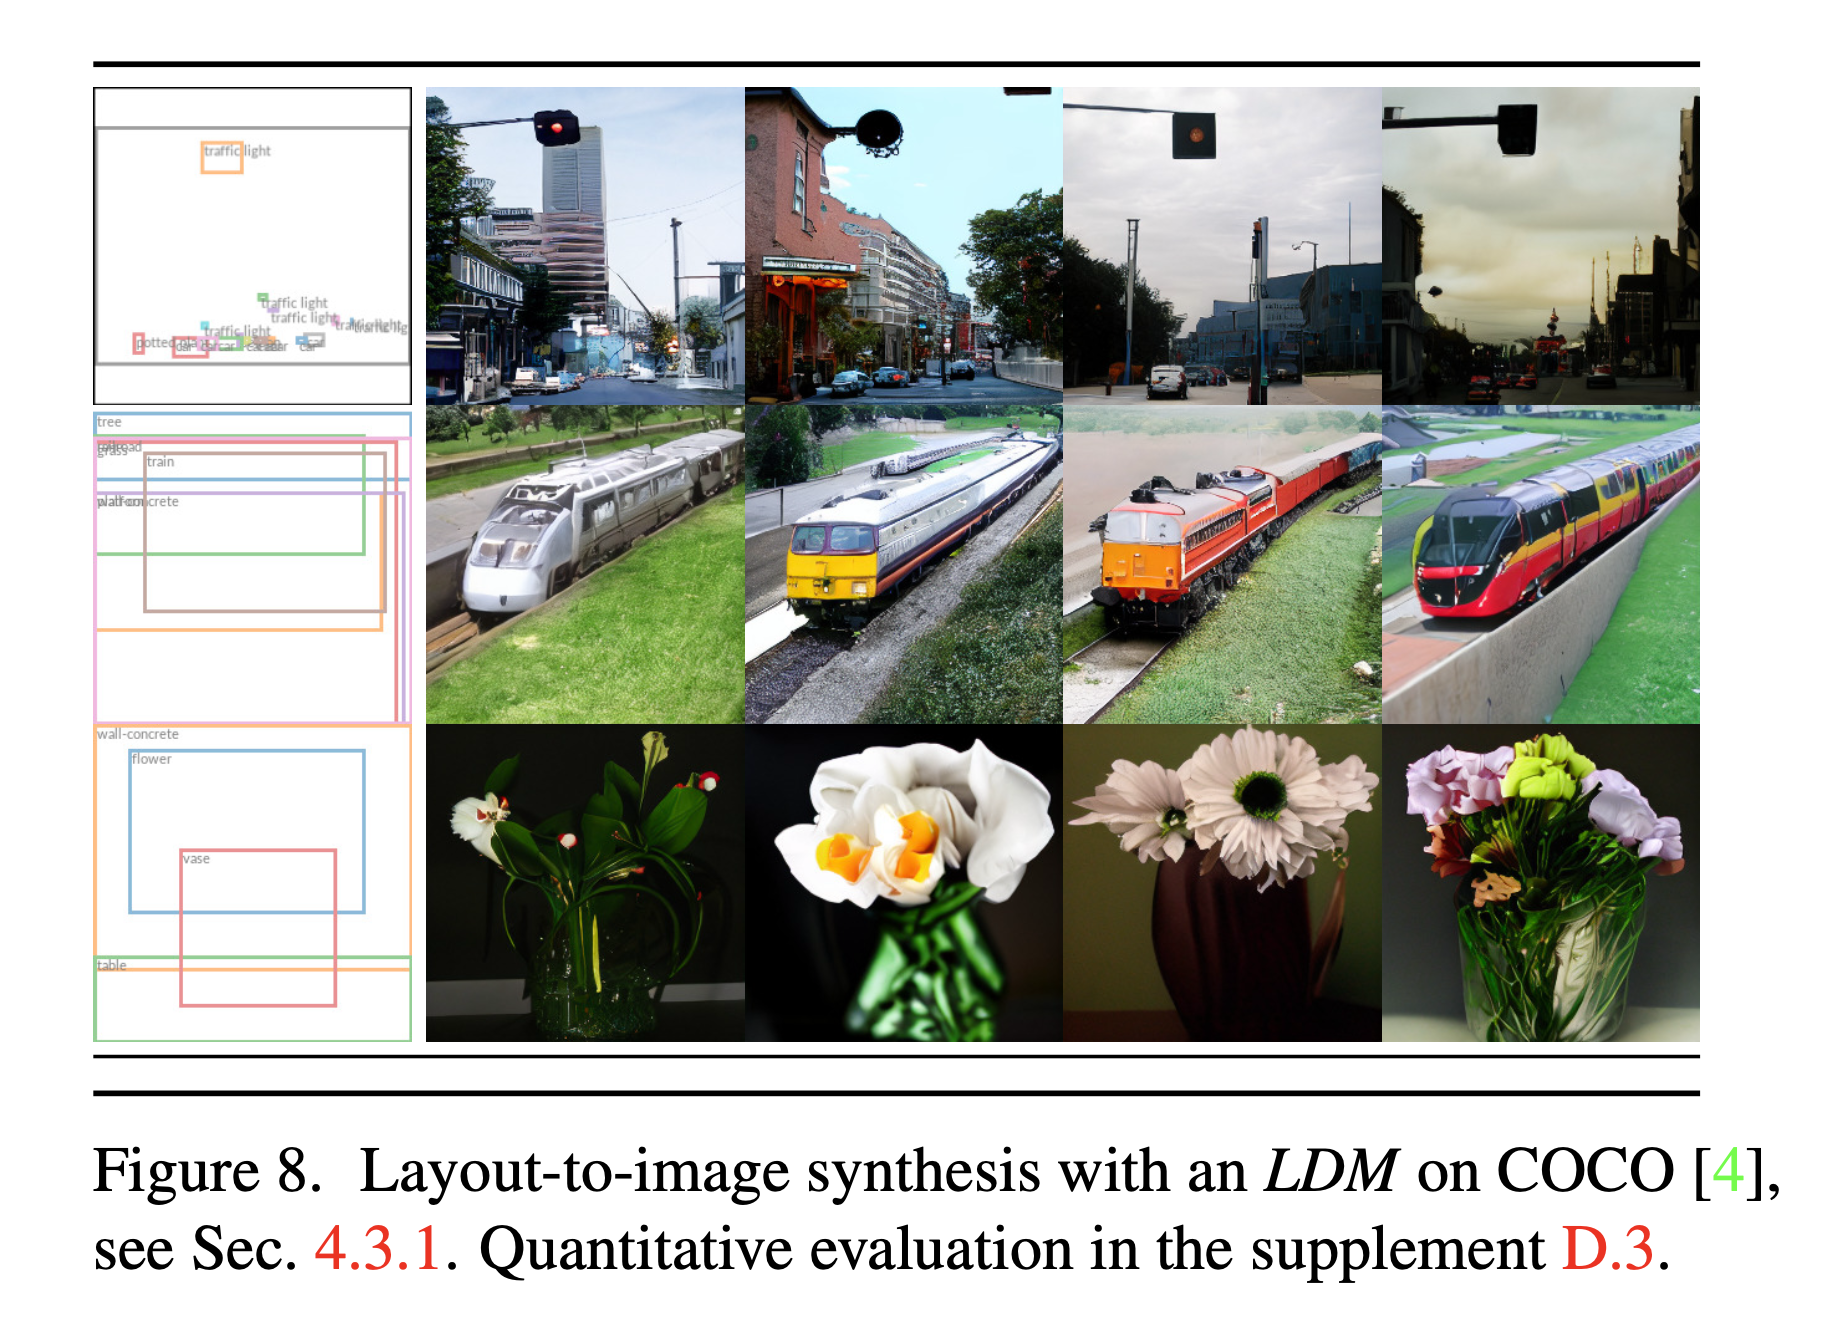 traffic light
traffic light
traffic light
traffic light
car
car
tree
train
wall-concrete
flower
vase
table
Figure 8. Layout-to-image synthesis with an LDM on COCO [4],
see Sec. 4.3.1. Quantitative evaluation in the supplement D.3.